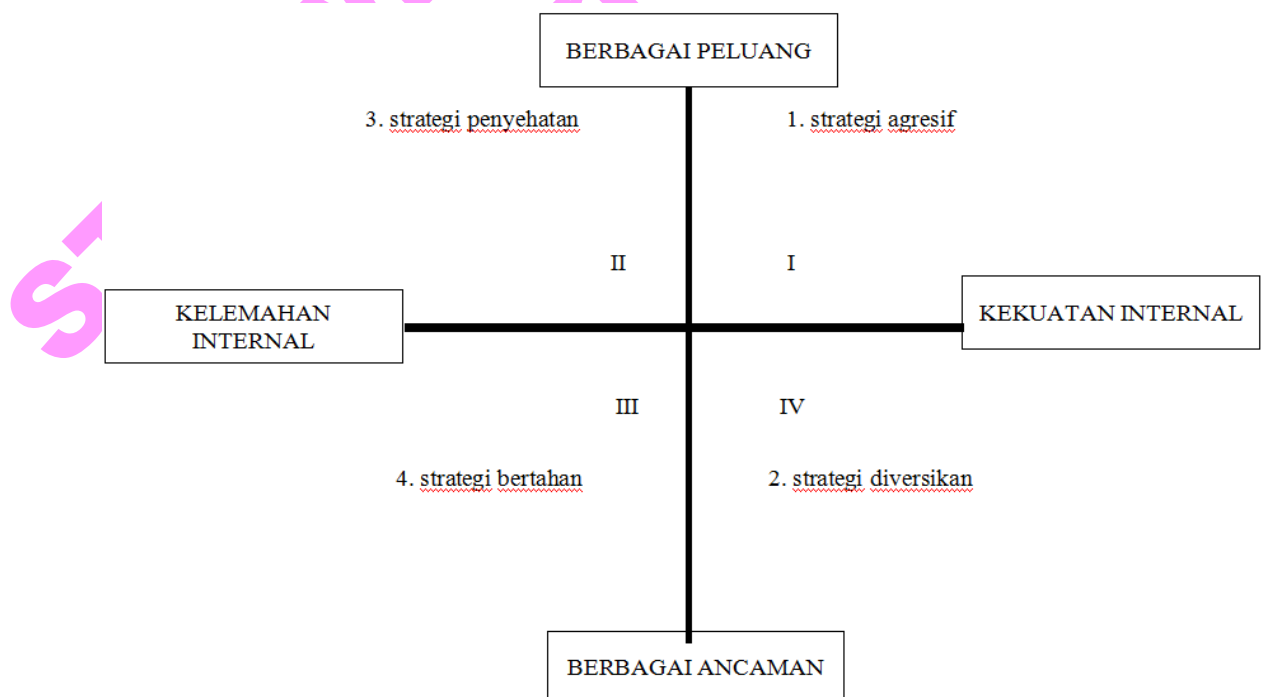 BERBAGAI PELUANG
3. strategi penyehatan
1. strategi agresif
II
I
KELEMAHAN
INTERNAL
KEKUATAN INTERNAL
III
IV
4. strategi bertahan
2. strategi diversikan
BERBAGAI ANCAMAN